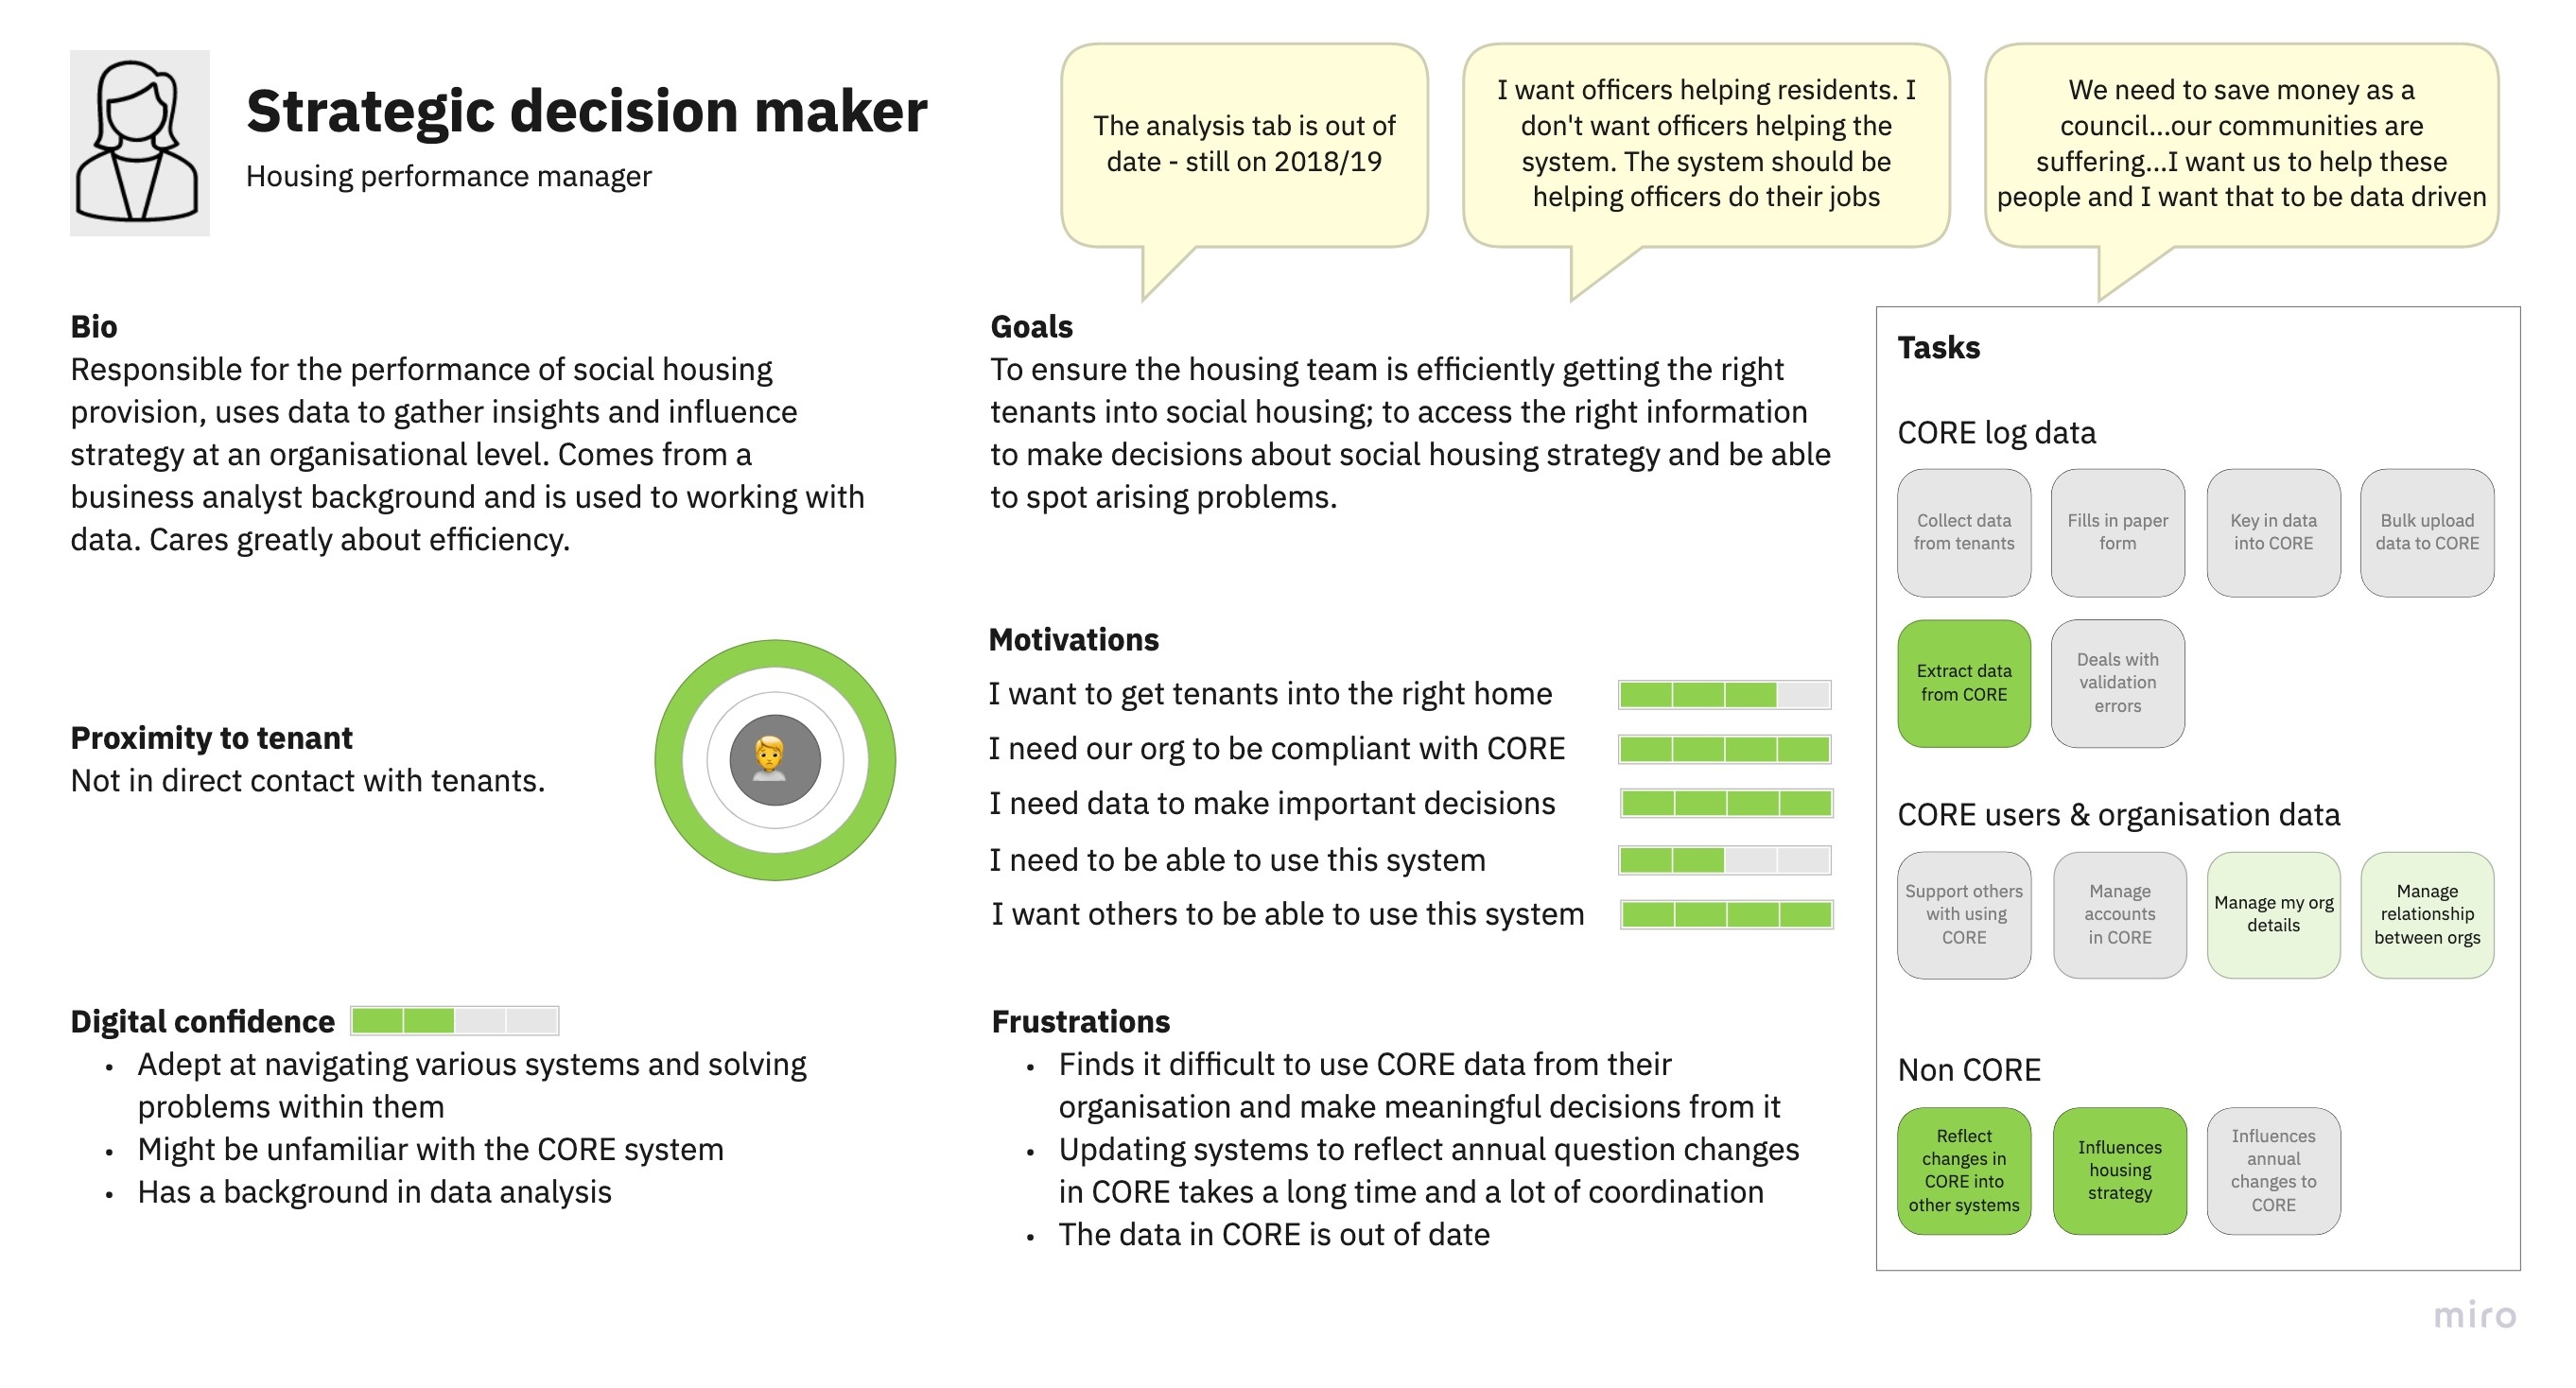 Strategic decision maker
Housing performance manager
The analysis tab is out of
date - still on 2018/19
I want officers helping residents. I
don't want officers helping the
system. The system should be
helping officers do their jobs
We need to save money as a
council...our communities are
suffering...I want us to help these
people and I want that to be data driven
Bio
Responsible for the performance of social housing
provision, uses data to gather insights and influence
strategy at an organisational level. Comes from a
business analyst background and is used to working with
data. Cares greatly about efficiency.
Proximity to tenant
Not in direct contact with tenants.
Digital confidence
• Adept at navigating various systems and solving
problems within them
• Might be unfamiliar with the CORE system
• Has a background in data analysis
Goals
To ensure the housing team is efficiently getting the right
tenants into social housing; to access the right information
to make decisions about social housing strategy and be able
to spot arising problems.
Motivations
I want to get tenants into the right home
I need our org to be compliant with CORE
I need data to make important decisions
I need to be able to use this system
I want others to be able to use this system
Frustrations
• Finds it difficult to use CORE data from their
organisation and make meaningful decisions from it
• Updating systems to reflect annual question changes
in CORE takes a long time and a lot of coordination
• The data in CORE is out of date
Tasks
CORE log data
Collect data
from tenants
Fills in paper
form
Key in data
into CORE
Bulk upload
data to CORE
Extract data
from CORE
Deals with
validation
errors
CORE users & organisation data
Support others
with using
CORE
Manage
accounts
in CORE
Manage my org
details
Manage
relationship
between orgs
Non CORE
Reflect
changes in
CORE into
other systems
Influences
housing
strategy
Influences
annual
changes to
CORE
miro